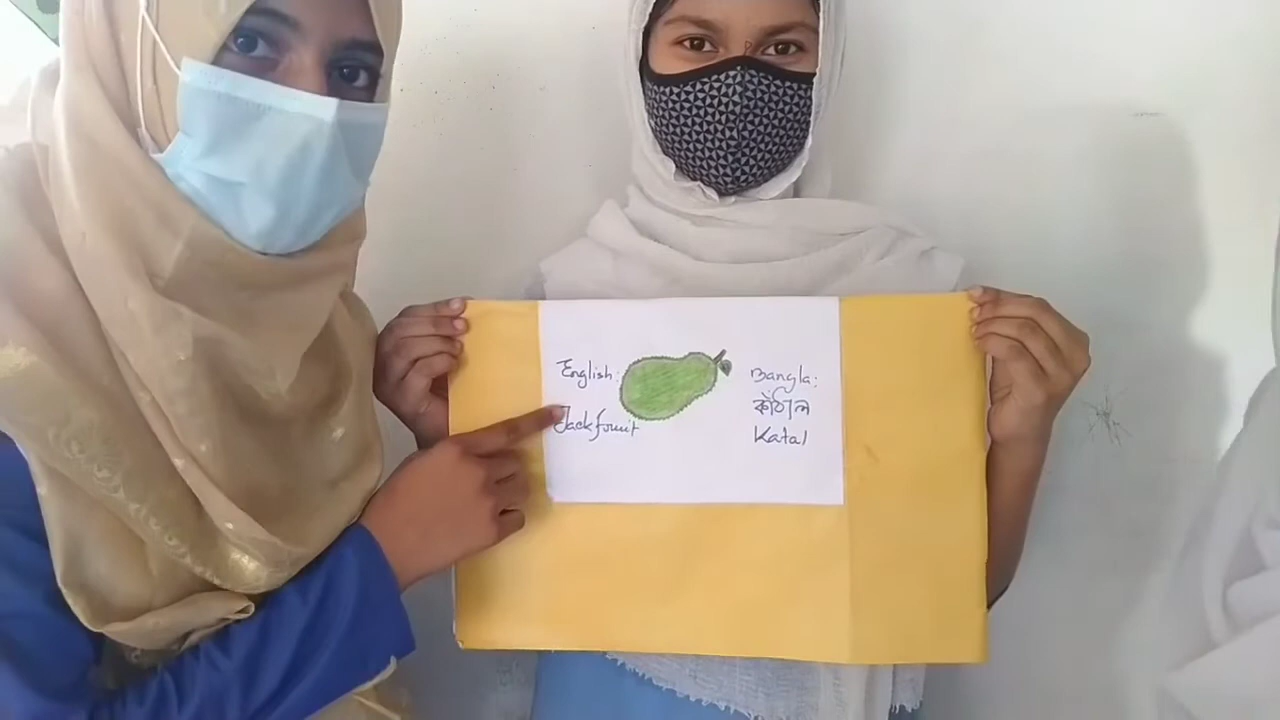 English:
Jackfruit
Bangla:
কাঁঠাল
Katal